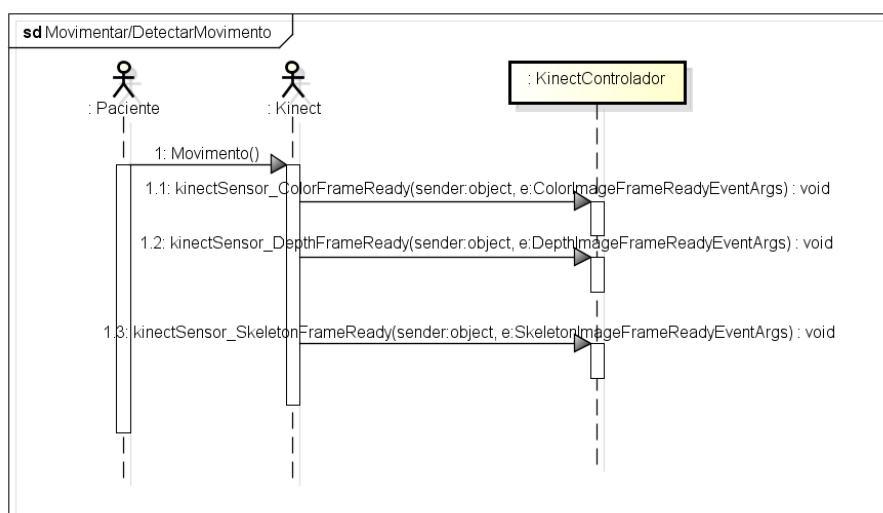 sd Movimentar/DetectarMovimento
: Paciente
: Kinect
: KinectControlador
1: Movimento()
1.1: kinectSensor_ColorFrameReady(sender:object, e:ColorImageFrameReadyEventArgs) : void
1.2: kinectSensor_DepthFrameReady(sender:object, e:DepthImageFrameReadyEventArgs) : void
1.3: kinectSensor_SkeletonFrameReady(sender:object, e:SkeletonImageFrameReadyEventArgs) : void